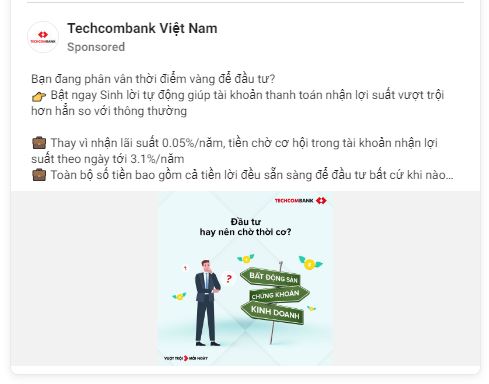 TECHCOMBANK
Techcombank Việt Nam
Sponsored
Bạn đang phân vân thời điểm vàng để đầu tư?
👉 Bật ngay Sinh lời tự động giúp tài khoản thanh toán nhận lợi suất vượt trội
hơn hẳn so với thông thường
💼 Thay vì nhận lãi suất 0.05%/năm, tiền chờ cơ hội trong tài khoản nhận lợi
suất theo ngày tới 3.1%/năm
💼 Toàn bộ số tiền bao gồm cả tiền lời đều sẵn sàng để đầu tư bất cứ khi nào...
TECHCOMBANK
Đầu tư
hay nên chờ thời cơ?
?
?
BẤT ĐỘNG SẢN
CHỨNG KHOÁN
KINH DOANH
VƯỢT TRỘI MỖI NGÀY